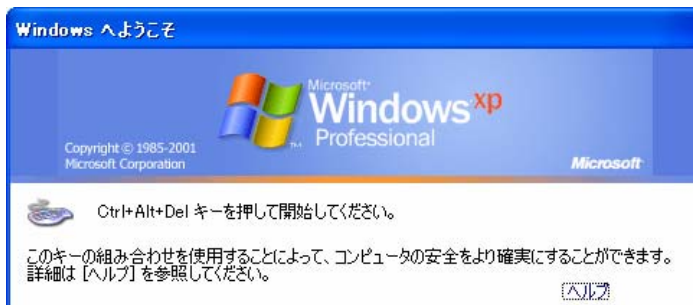 Windows へようこそ
Microsoft
Windows xp
Professional
TM
Copyright © 1985-2001
Microsoft Corporation
Microsoft
Ctrl+Alt+Del キーを押して開始してください。
このキーの組み合わせを使用することによって、コンピュータの安全をより確実にすることができます。
詳細は [ヘルプ] を参照してください。
ヘルプ